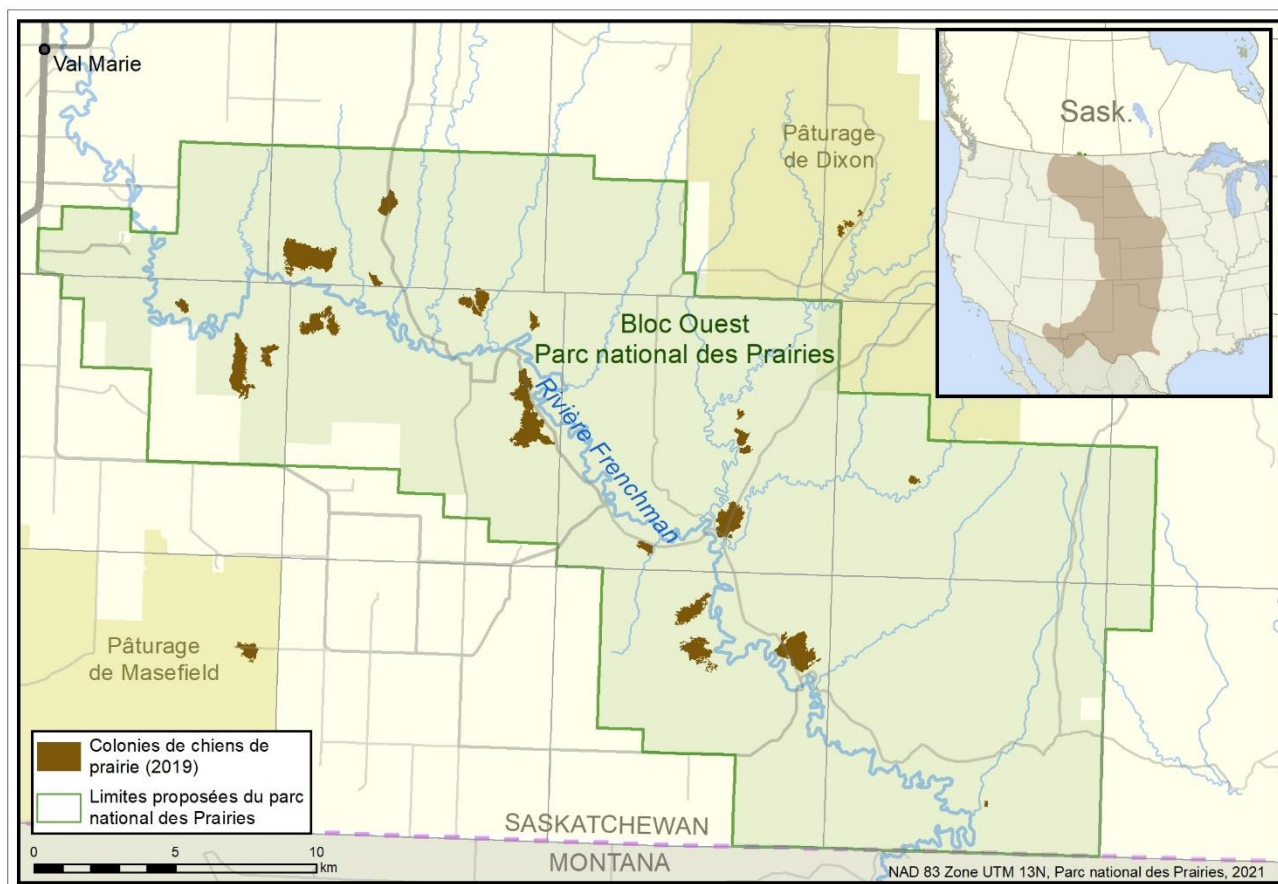 Val Marie
Sask.
Pâturage
de Dixon
Bloc Ouest
Parc national des Prairies
Rivière Frenchman
Pâturage
de Masefield
Colonies de chiens de
prairie (2019)
Limites proposées du parc
national des Prairies
SASKATCHEWAN
MONTANA
0 5 10
km
NAD 83 Zone UTM 13N, Parc national des Prairies, 2021